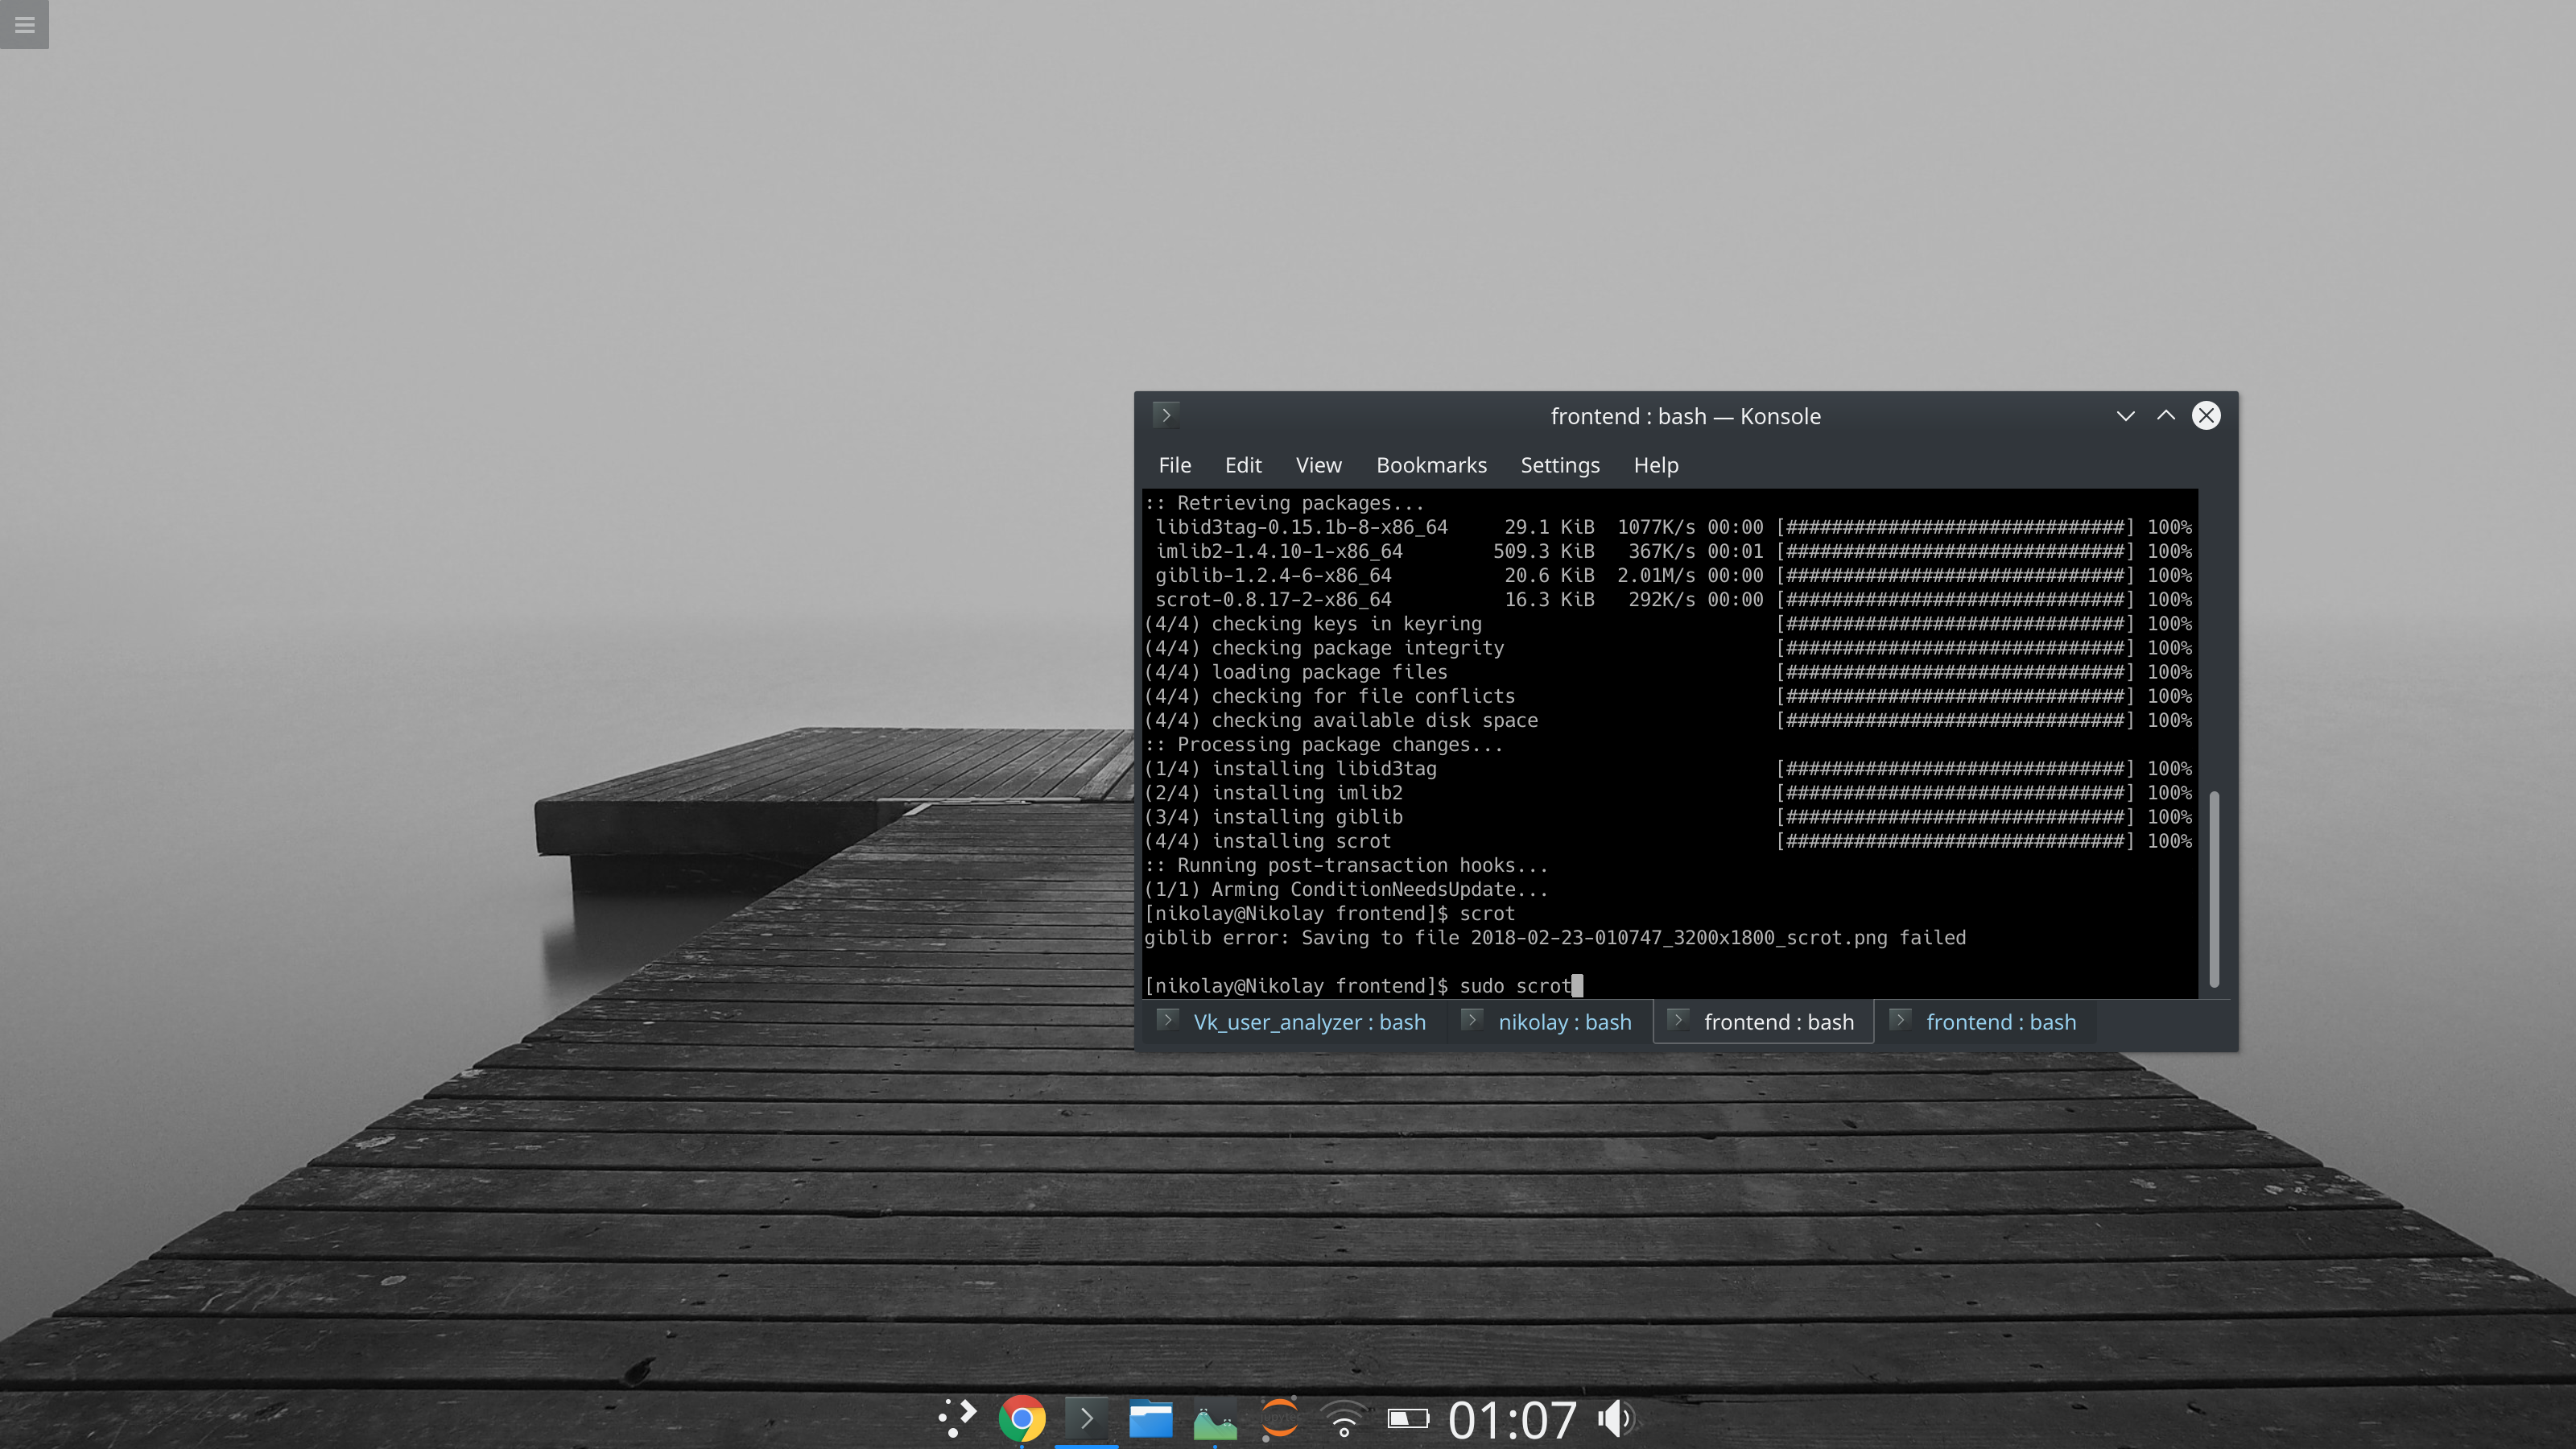 frontend : bash — Konsole
File Edit View Bookmarks Settings Help
:: Retrieving packages...
libid3tag-0.15.1b-8-x86_64 29.1 KiB 1077K/s 00:00 [##############################] 100%
imlib2-1.4.10-1-x86_64 509.3 KiB 367K/s 00:01 [##############################] 100%
giblib-1.2.4-6-x86_64 20.6 KiB 2.01M/s 00:00 [##############################] 100%
scrot-0.8.17-2-x86_64 16.3 KiB 292K/s 00:00 [##############################] 100%
(4/4) checking keys in keyring [##############################] 100%
(4/4) checking package integrity [##############################] 100%
(4/4) loading package files [##############################] 100%
(4/4) checking for file conflicts [##############################] 100%
(4/4) checking available disk space [##############################] 100%
:: Processing package changes...
(1/4) installing libid3tag [##############################] 100%
(2/4) installing imlib2 [##############################] 100%
(3/4) installing giblib [##############################] 100%
(4/4) installing scrot [##############################] 100%
:: Running post-transaction hooks...
(1/1) Arming ConditionNeedsUpdate...
[nikolay@Nikolay frontend]$ scrot
giblib error: Saving to file 2018-02-23-010747_3200x1800_scrot.png failed
[nikolay@Nikolay frontend]$ sudo scrot
Vk_user_analyzer : bash nikolay : bash frontend : bash frontend : bash
jupyter
01:07